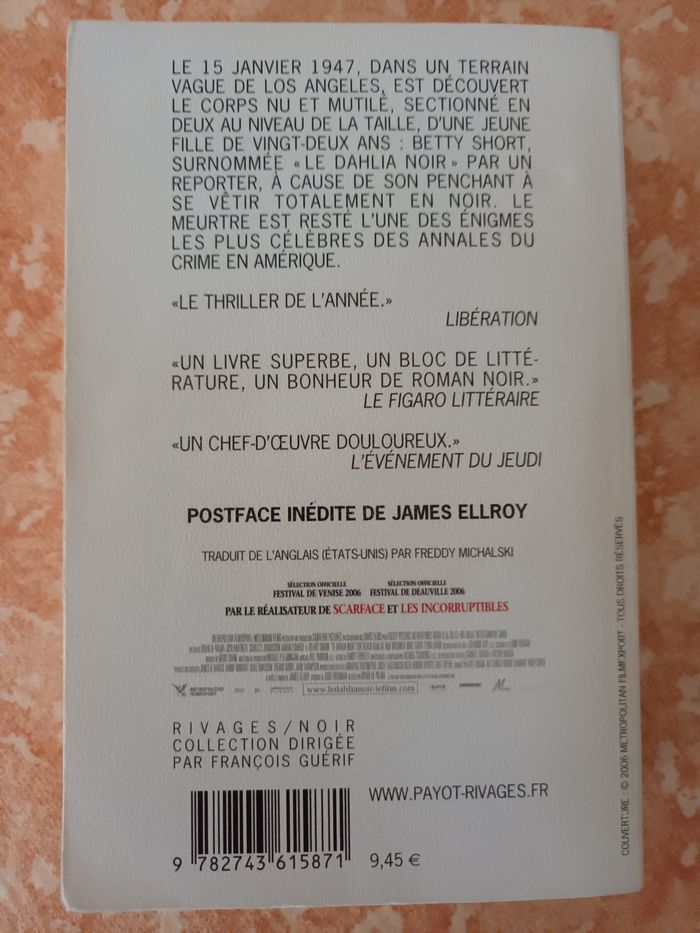 LE 15 JANVIER 1947, DANS UN TERRAIN
VAGUE DE LOS ANGELES, EST DÉCOUVERT
LE CORPS NU ET MUTILÉ, SECTIONNÉ EN
DEUX AU NIVEAU DE LA TAILLE, D'UNE JEUNE
FILLE DE VINGT-DEUX ANS : BETTY SHORT,
SURNOMMÉE « LE DAHLIA NOIR » PAR UN
REPORTER, À CAUSE DE SON PENCHANT À
SE VÊTIR TOTALEMENT EN NOIR. LE
MEURTRE EST RESTÉ L'UNE DES ÉNIGMES
LES PLUS CÉLÈBRES DES ANNALES DU
CRIME EN AMÉRIQUE.
«LE THRILLER DE L'ANNÉE.»
LIBÉRATION
«UN LIVRE SUPERBE, UN BLOC DE LITTÉ-
RATURE, UN BONHEUR DE ROMAN NOIR.»
LE FIGARO LITTÉRAIRE
«UN CHEF-D'ŒUVRE DOULOUREUX.»
L'ÉVÉNEMENT DU JEUDI
POSTFACE INÉDITE DE JAMES ELLROY
TRADUIT DE L'ANGLAIS (ÉTATS-UNIS) PAR FREDDY MICHALSKI
SÉLECTION OFFICIELLE
FESTIVAL DE VENISE 2006
SÉLECTION OFFICIELLE
FESTIVAL DE DEAUVILLE 2006
PAR LE RÉALISATEUR DE SCARFACE ET LES INCORRUPTIBLES
METROPOLITAN
FILMEXPORT
www.ledahlianoir-lefilm.com
RIVAGES/NOIR
COLLECTION DIRIGÉE
PAR FRANÇOIS GUÉRIF
WWW.PAYOT-RIVAGES.FR
9 782743 615871
9,45 €
COUVERTURE : © 2006 METROPOLITAN FILMEXPORT - TOUS DROITS RÉSERVÉS